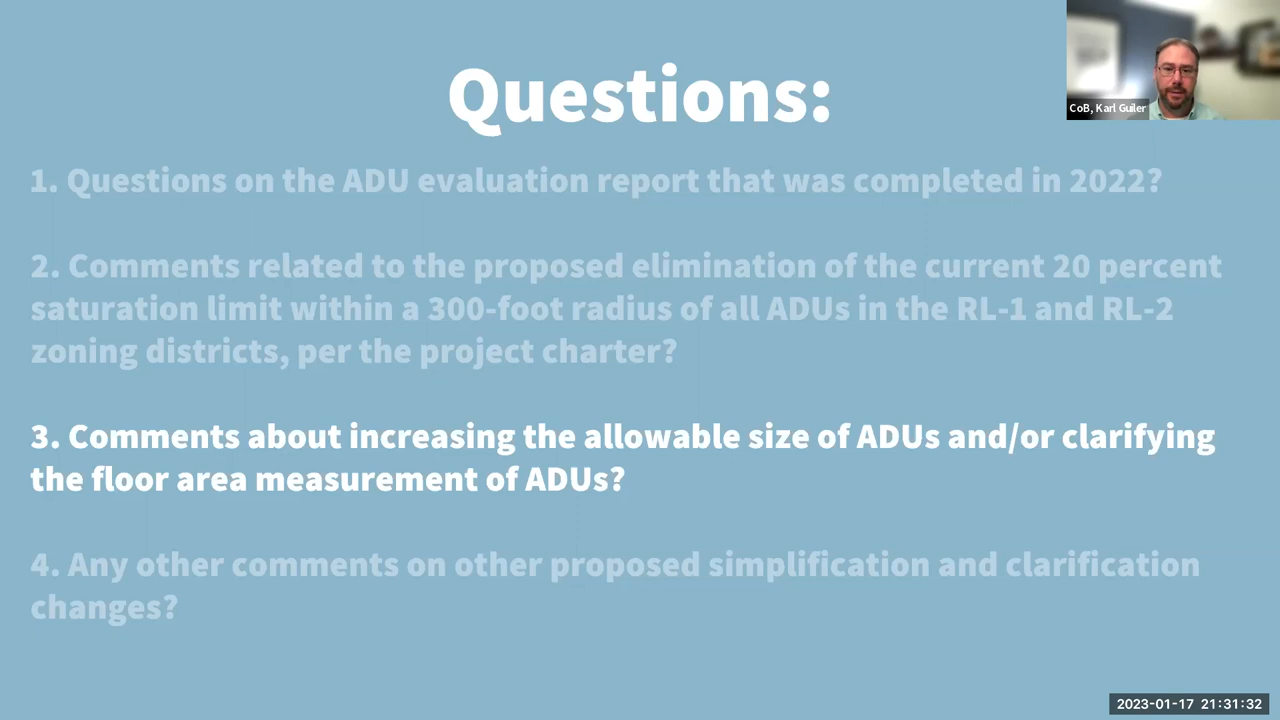 Questions:
CoB, Karl Guiler
1. Questions on the ADU evaluation report that was completed in 2022?
2. Comments related to the proposed elimination of the current 20 percent
saturation limit within a 300-foot radius of all ADUs in the RL-1 and RL-2
zoning districts, per the project charter?
3. Comments about increasing the allowable size of ADUs and/or clarifying
the floor area measurement of ADUs?
4. Any other comments on other proposed simplification and clarification
changes?
2023-01-17 21:31:32